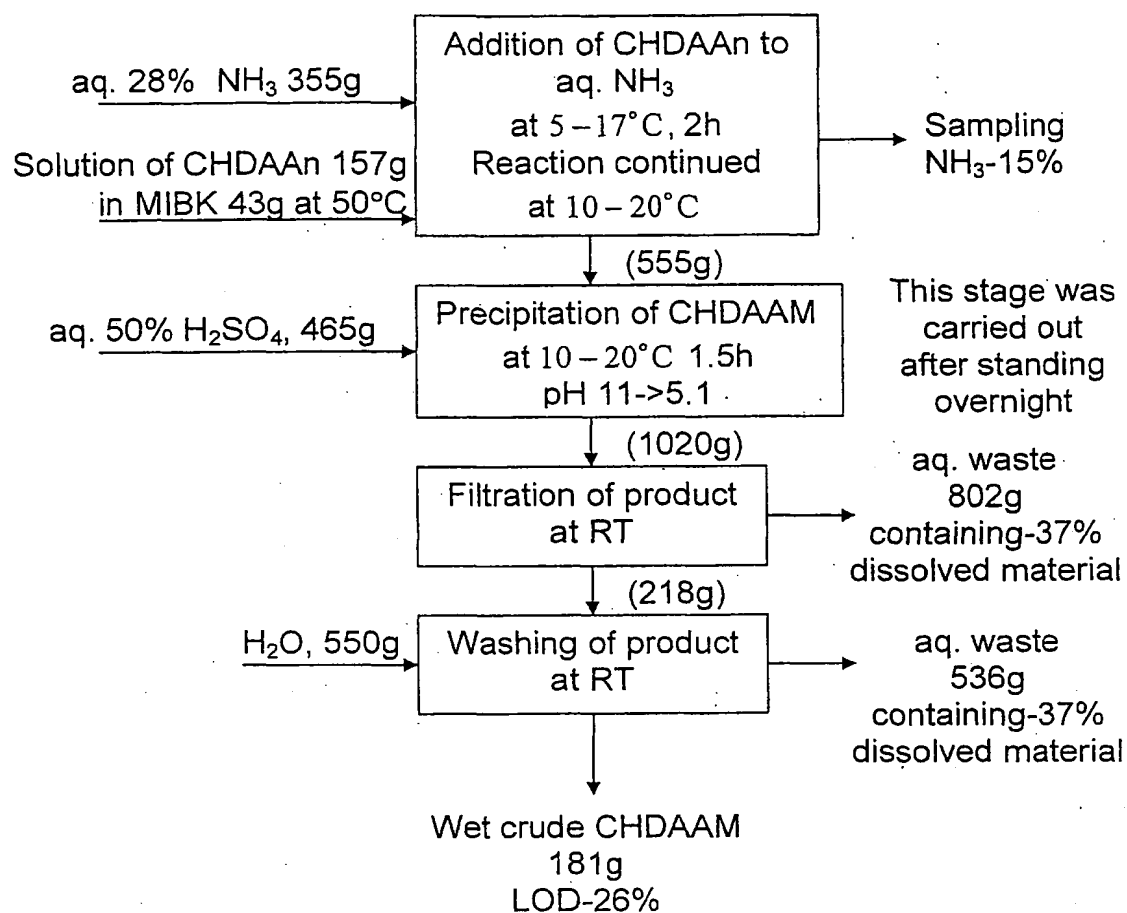 Addition of CHDAAn to
aq. NH₃
at 5–17°C, 2h
Reaction continued
at 10–20°C
aq. 28% NH₃ 355g
Solution of CHDAAn 157g
in MIBK 43g at 50°C
Sampling
NH₃-15%
(555g)
Precipitation of CHDAAM
at 10–20°C 1.5h
pH 11->5.1
aq. 50% H₂SO₄, 465g
This stage was
carried out
after standing
overnight
(1020g)
Filtration of product
at RT
aq. waste
802g
containing-37%
dissolved material
(218g)
H₂O, 550g
Washing of product
at RT
aq. waste
536g
containing-37%
dissolved material
Wet crude CHDAAM
181g
LOD-26%